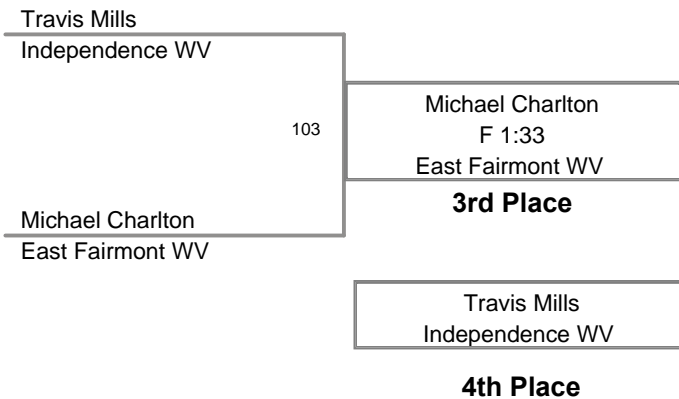 Travis Mills
Independence WV
103
Michael Charlton
F 1:33
East Fairmont WV
3rd Place
Michael Charlton
East Fairmont WV
Travis Mills
Independence WV
4th Place